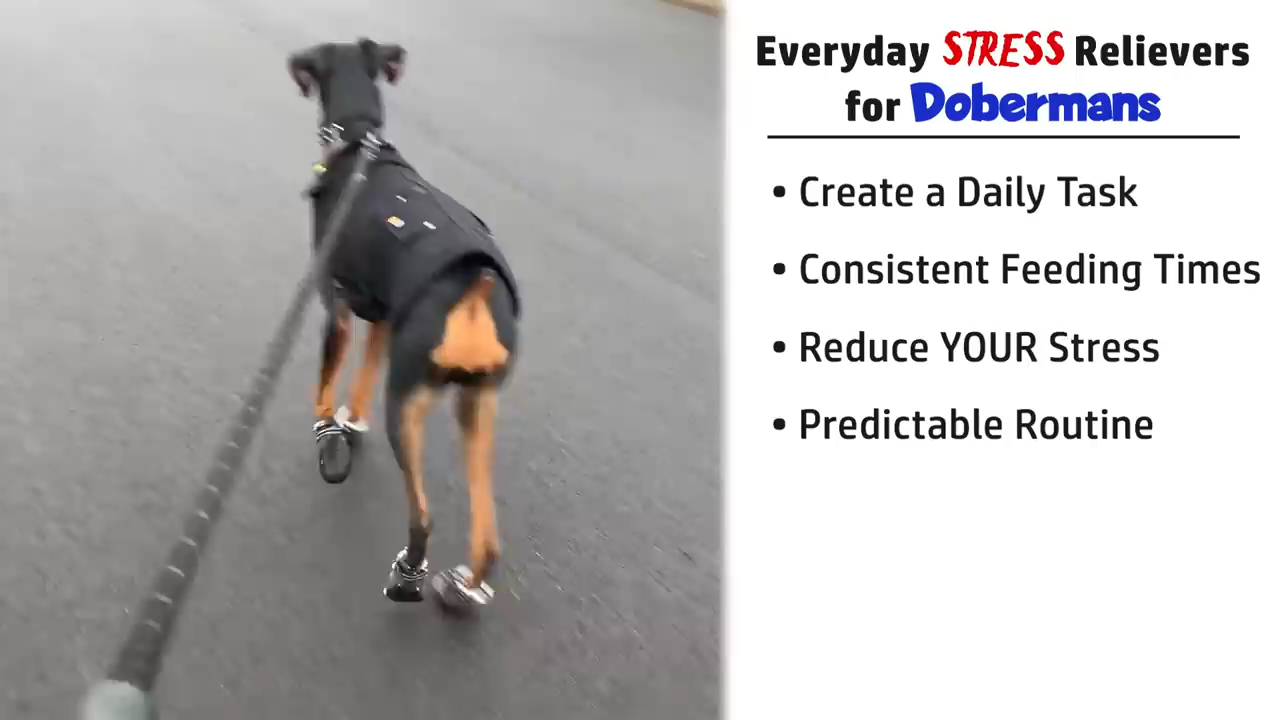 Everyday STRESS Relievers
for Dobermans
• Create a Daily Task
• Consistent Feeding Times
• Reduce YOUR Stress
• Predictable Routine